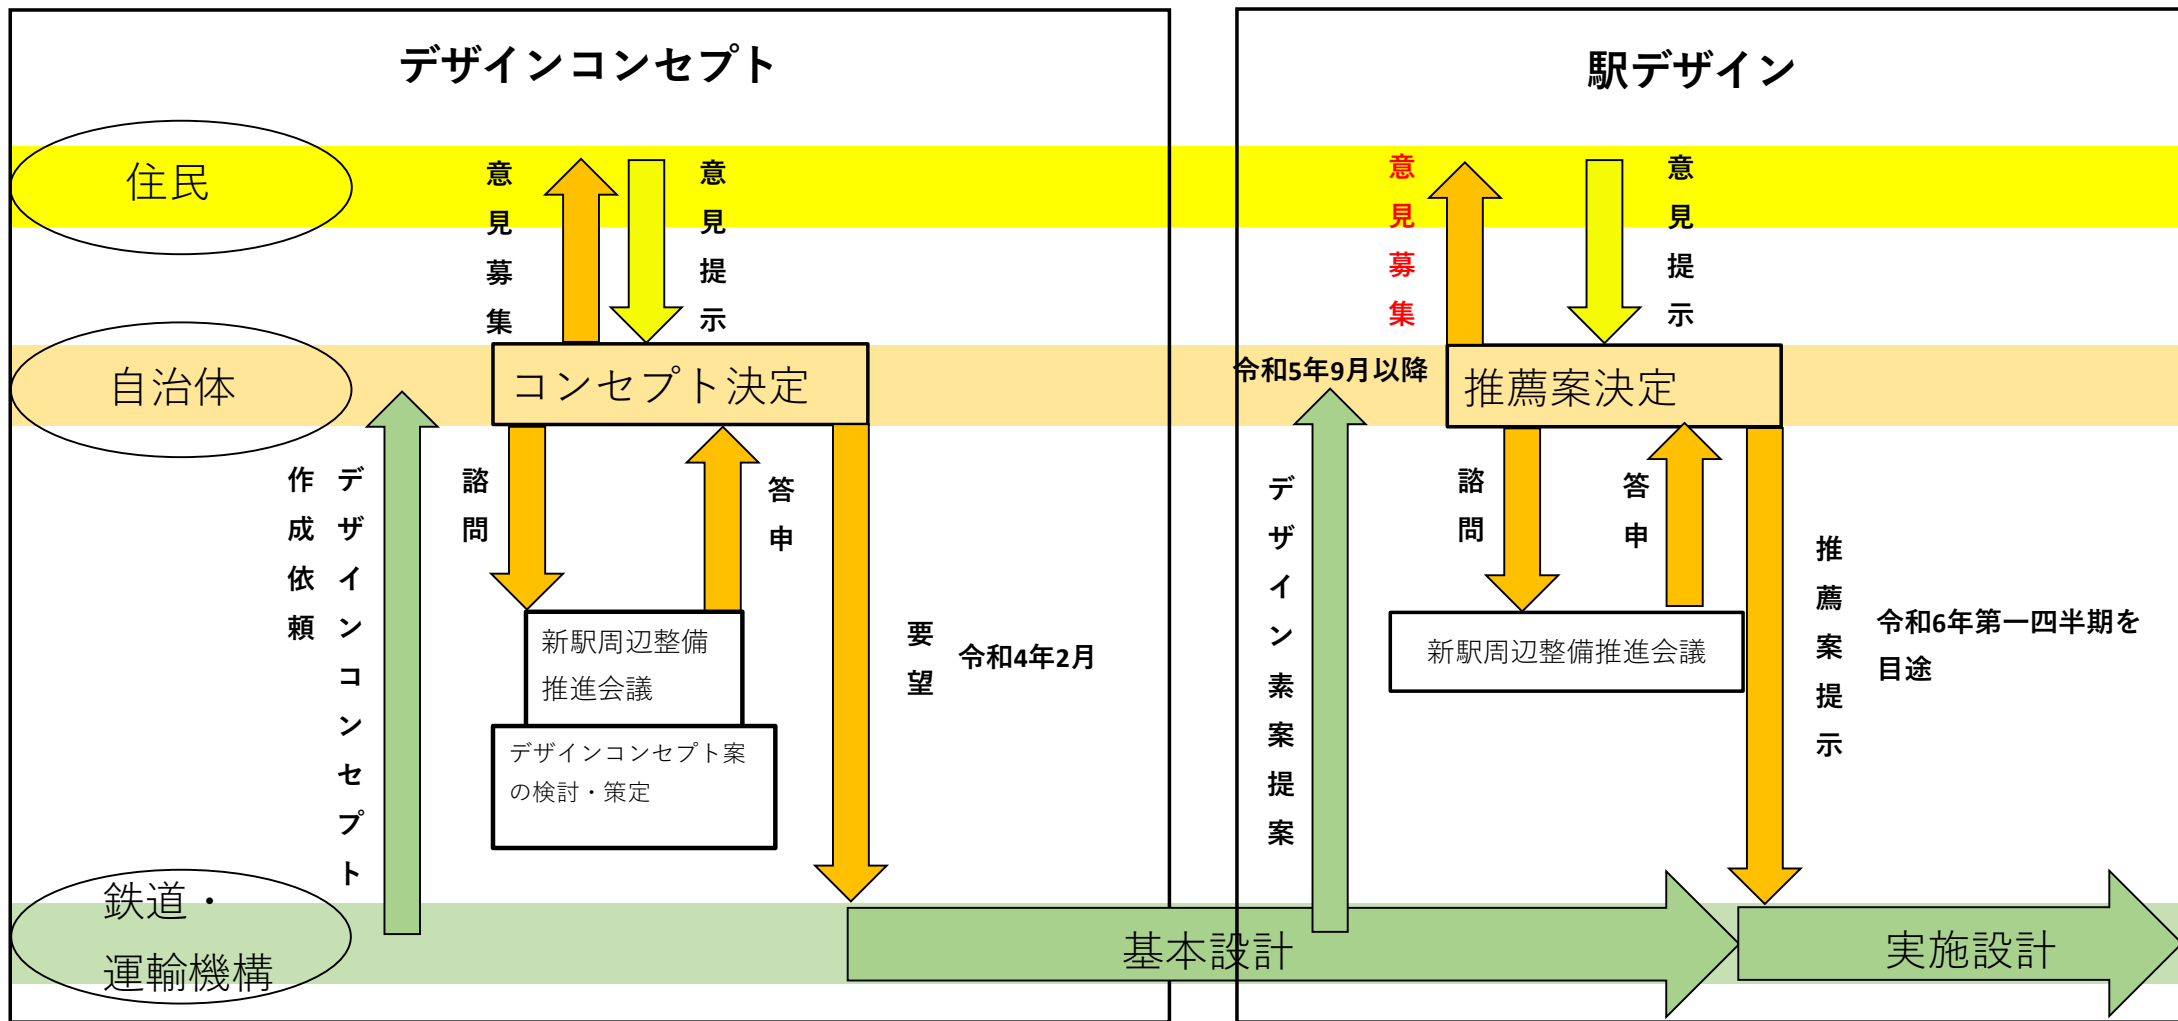 デザインコンセプト
駅デザイン
住民
意見募集
意見提示
意見募集
意見提示
自治体
コンセプト決定
令和5年9月以降
推薦案決定
デザインコンセプト
作成依頼
諮問
答申
要望
令和4年2月
新駅周辺整備
推進会議
デザインコンセプト案
の検討・策定
デザイン素案提案
諮問
答申
新駅周辺整備推進会議
推薦案提示
令和6年第一四半期を
目途
鉄道・
運輸機構
基本設計
実施設計